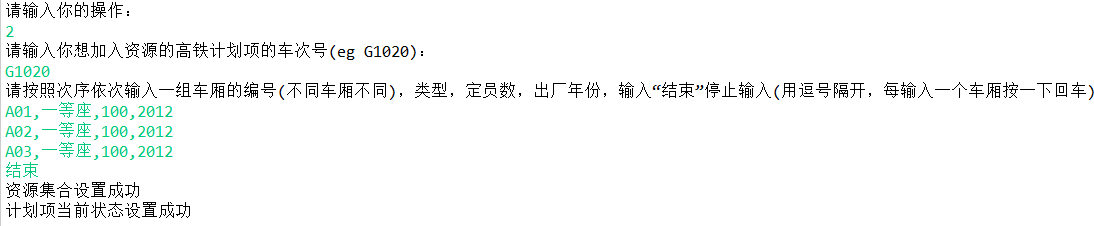 请输入你的操作：
2
请输入你想加入资源的高铁计划项的车次号(eg G1020)：
G1020
请按照次序依次输入一组车厢的编号(不同车厢不同)，类型，定员数，出厂年份，输入“结束”停止输入(用逗号隔开，每输入一个车厢按一下回车)
A01,一等座,100,2012
A02,一等座,100,2012
A03,一等座,100,2012
结束
资源集合设置成功
计划项当前状态设置成功